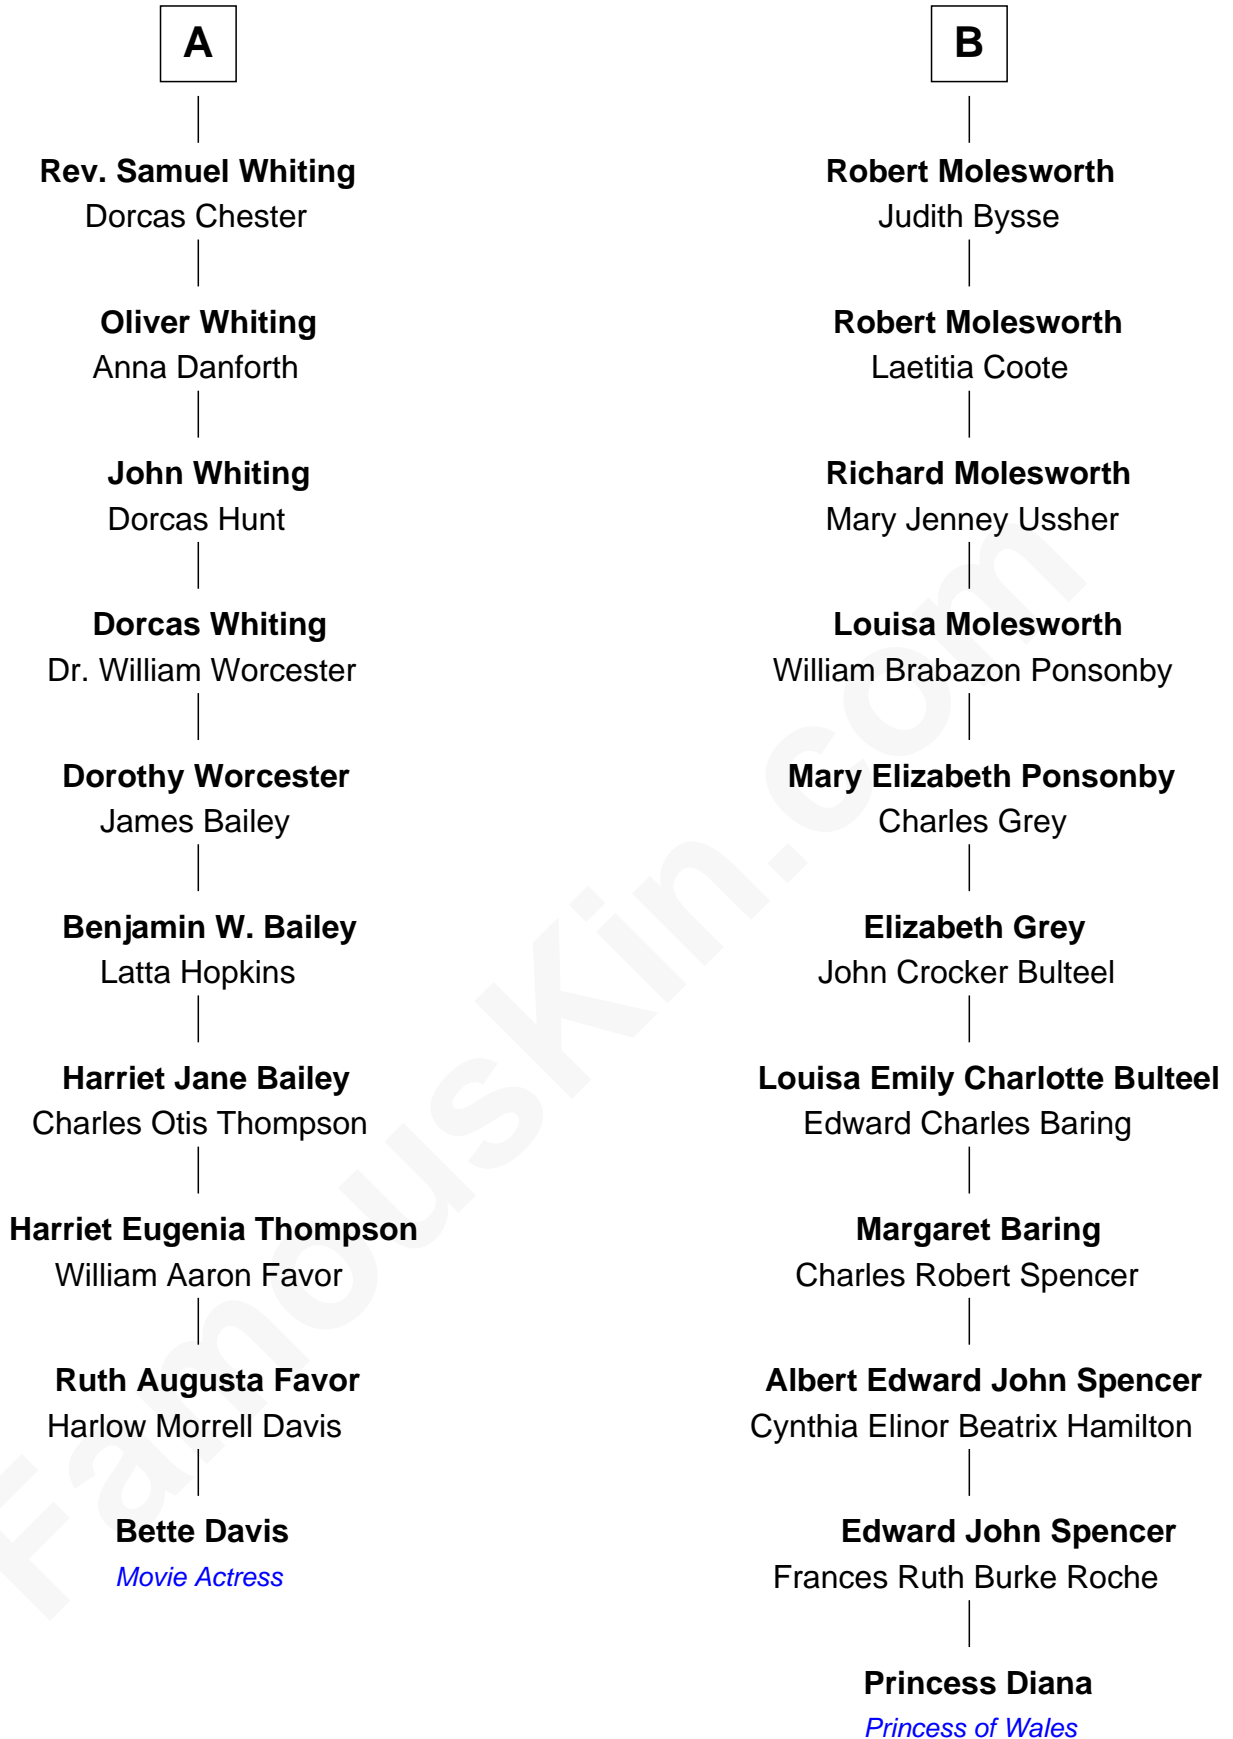 A
Rev. Samuel Whiting
Dorcas Chester
Oliver Whiting
Anna Danforth
John Whiting
Dorcas Hunt
Dorcas Whiting
Dr. William Worcester
Dorothy Worcester
James Bailey
Benjamin W. Bailey
Latta Hopkins
Harriet Jane Bailey
Charles Otis Thompson
Harriet Eugenia Thompson
William Aaron Favor
Ruth Augusta Favor
Harlow Morrell Davis
Bette Davis
Movie Actress
B
Robert Molesworth
Judith Bysse
Robert Molesworth
Laetitia Coote
Richard Molesworth
Mary Jenney Ussher
Louisa Molesworth
William Brabazon Ponsonby
Mary Elizabeth Ponsonby
Charles Grey
Elizabeth Grey
John Crocker Bulteel
Louisa Emily Charlotte Bulteel
Edward Charles Baring
Margaret Baring
Charles Robert Spencer
Albert Edward John Spencer
Cynthia Elinor Beatrix Hamilton
Edward John Spencer
Frances Ruth Burke Roche
Princess Diana
Princess of Wales
FamousKin.com